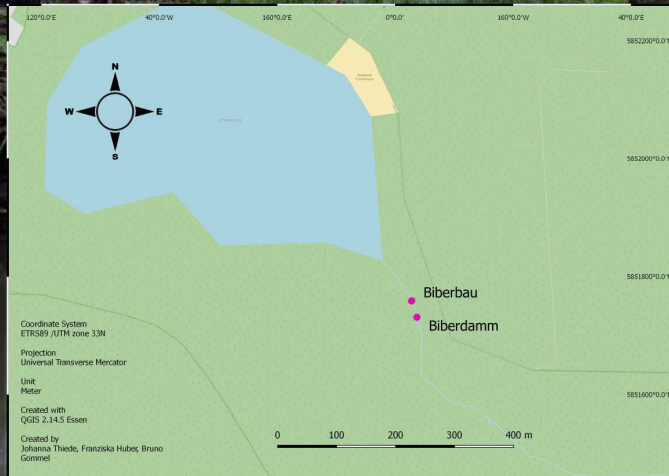 120°0.0'E 40°0.0'W 160°0.0'E 0°0.0' 160°0.0'W 40°0.0'E
5852200°0.0'N
N
W E
S
5852000°0.0'N
5851800°0.0'N
Biberbau
Biberdamm
Coordinate System
ETRS89 /UTM zone 33N
Projection
Universal Transverse Mercator
Unit
Meter
5851600°0.0'N
Created with
QGIS 2.14.5 Essen
Created by
Johanna Thiede, Franziska Huber, Bruno
Gommel
0 100 200 300 400 m